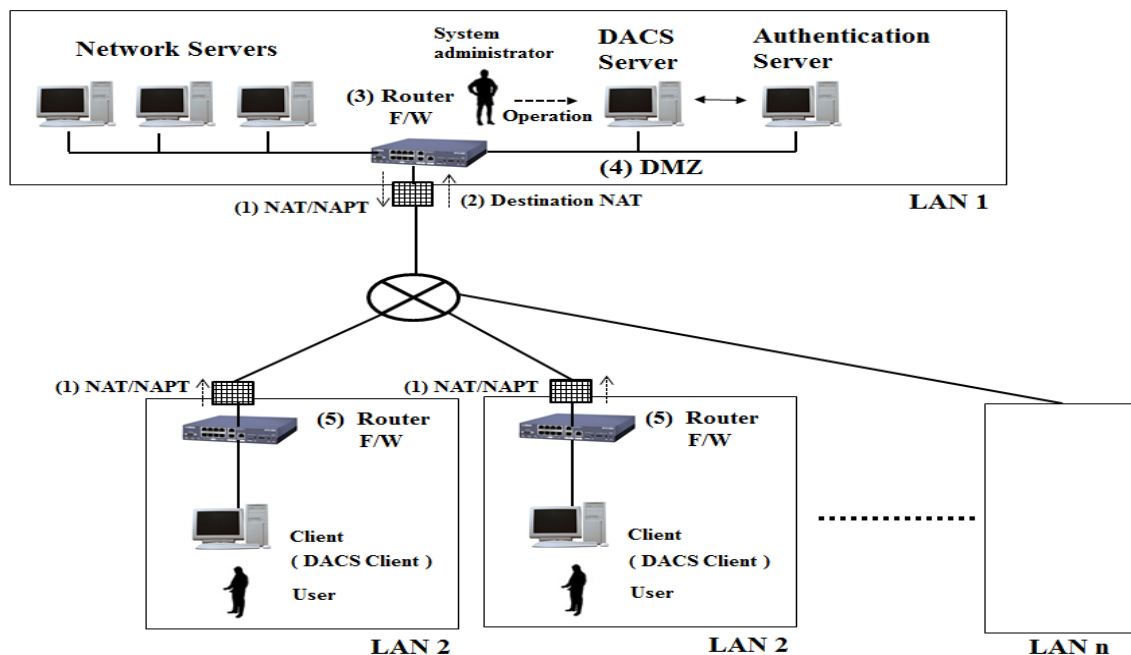 Network Servers
System
administrator
DACS
Server
Authentication
Server
(3) Router
F/W
Operation
(4) DMZ
(1) NAT/NAPT
(2) Destination NAT
LAN 1
(1) NAT/NAPT
(1) NAT/NAPT
(5) Router
F/W
(5) Router
F/W
Client
( DACS Client )
User
Client
( DACS Client )
User
LAN 2
LAN 2
LAN n